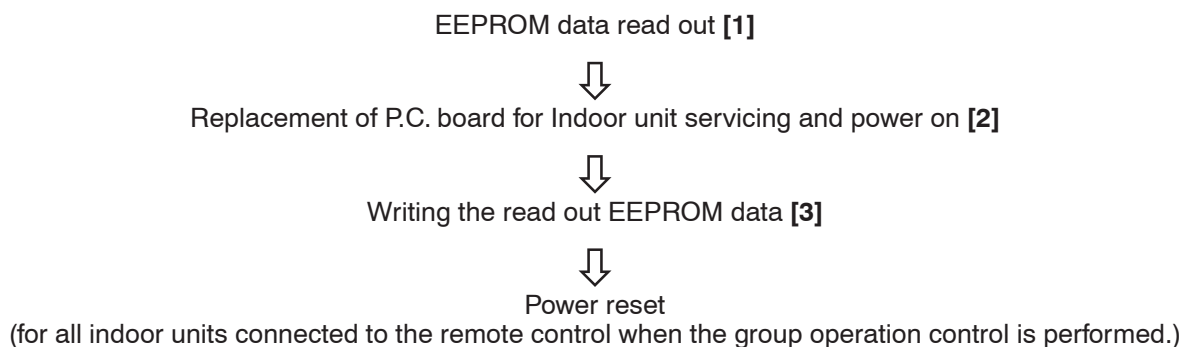 EEPROM data read out [1]
Replacement of P.C. board for Indoor unit servicing and power on [2]
Writing the read out EEPROM data [3]
Power reset
(for all indoor units connected to the remote control when the group operation control is performed.)